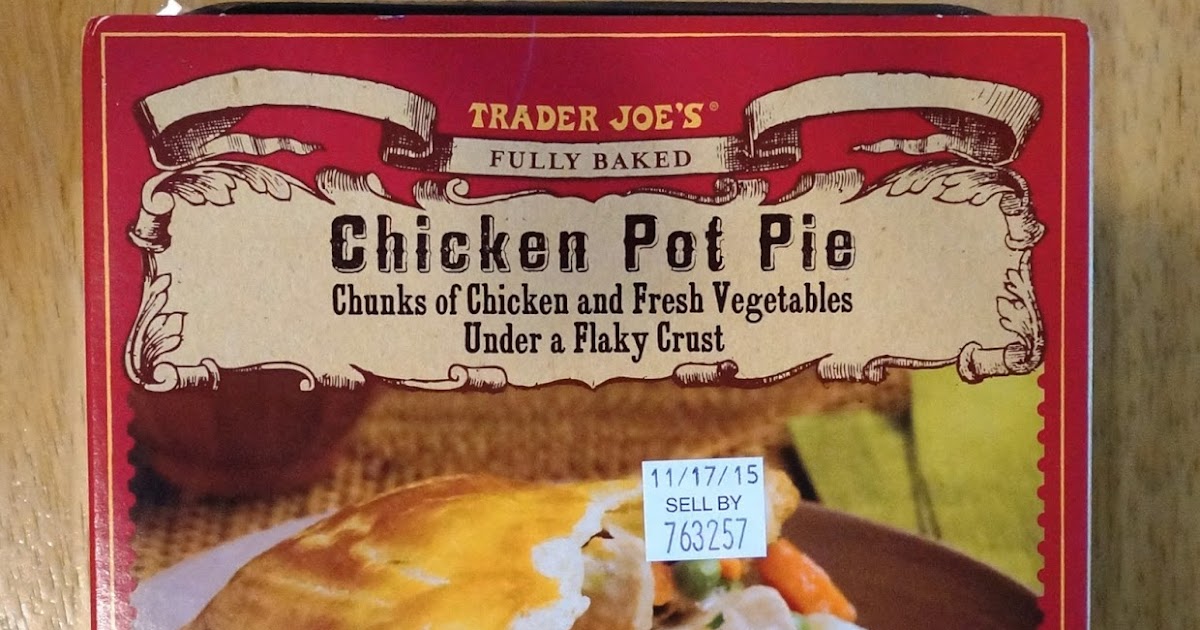 TRADER JOE'S®
FULLY BAKED
Chicken Pot Pie
Chunks of Chicken and Fresh Vegetables
Under a Flaky Crust
11/17/15
SELL BY
763257